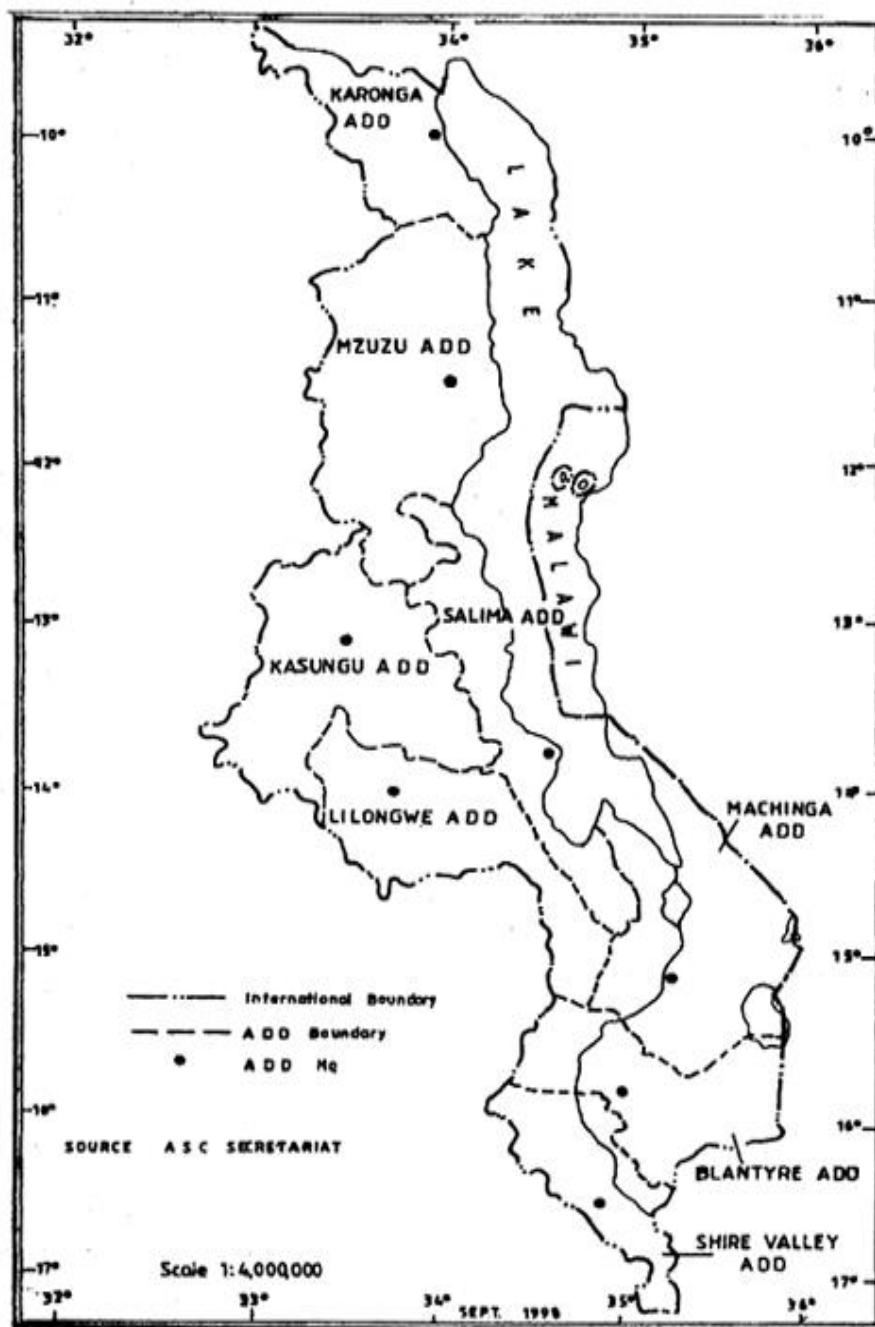 32° 34° 35° 36°
KARONGA
ADD
10° 10°
LAKE
11° 11°
MZUZU ADD
12° 12°
MALAWI
SALIMA ADD
13° 13°
KASUNGU ADD
14°
LILONGWE ADD
MACHINGA
ADD
15° 15°
International Boundary
ADD Boundary
ADD Hq
16° 16°
SOURCE ASC SECRETARIAT
BLANTYRE ADD
SHIRE VALLEY
ADD
Scale 1:4,000,000
17° 17°
32° 33° 34° 35° 36°
SEPT. 1998